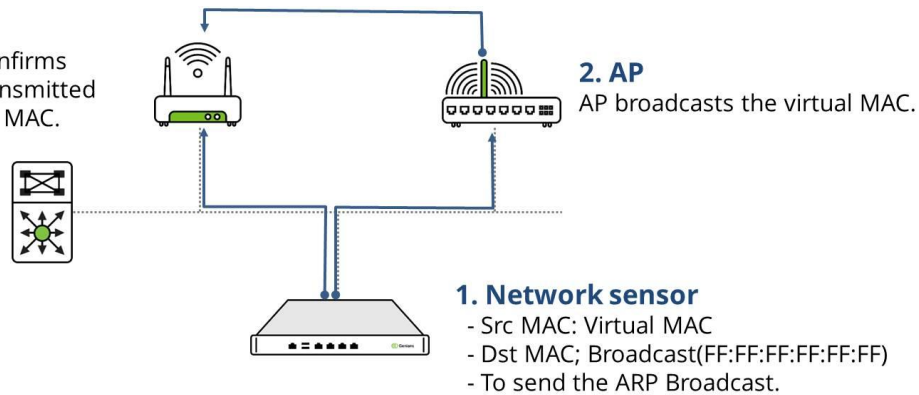 nfirms
nsmitted
MAC.
2. AP
AP broadcasts the virtual MAC.
1. Network sensor
- Src MAC: Virtual MAC
- Dst MAC; Broadcast(FF:FF:FF:FF:FF:FF)
- To send the ARP Broadcast.
Genians